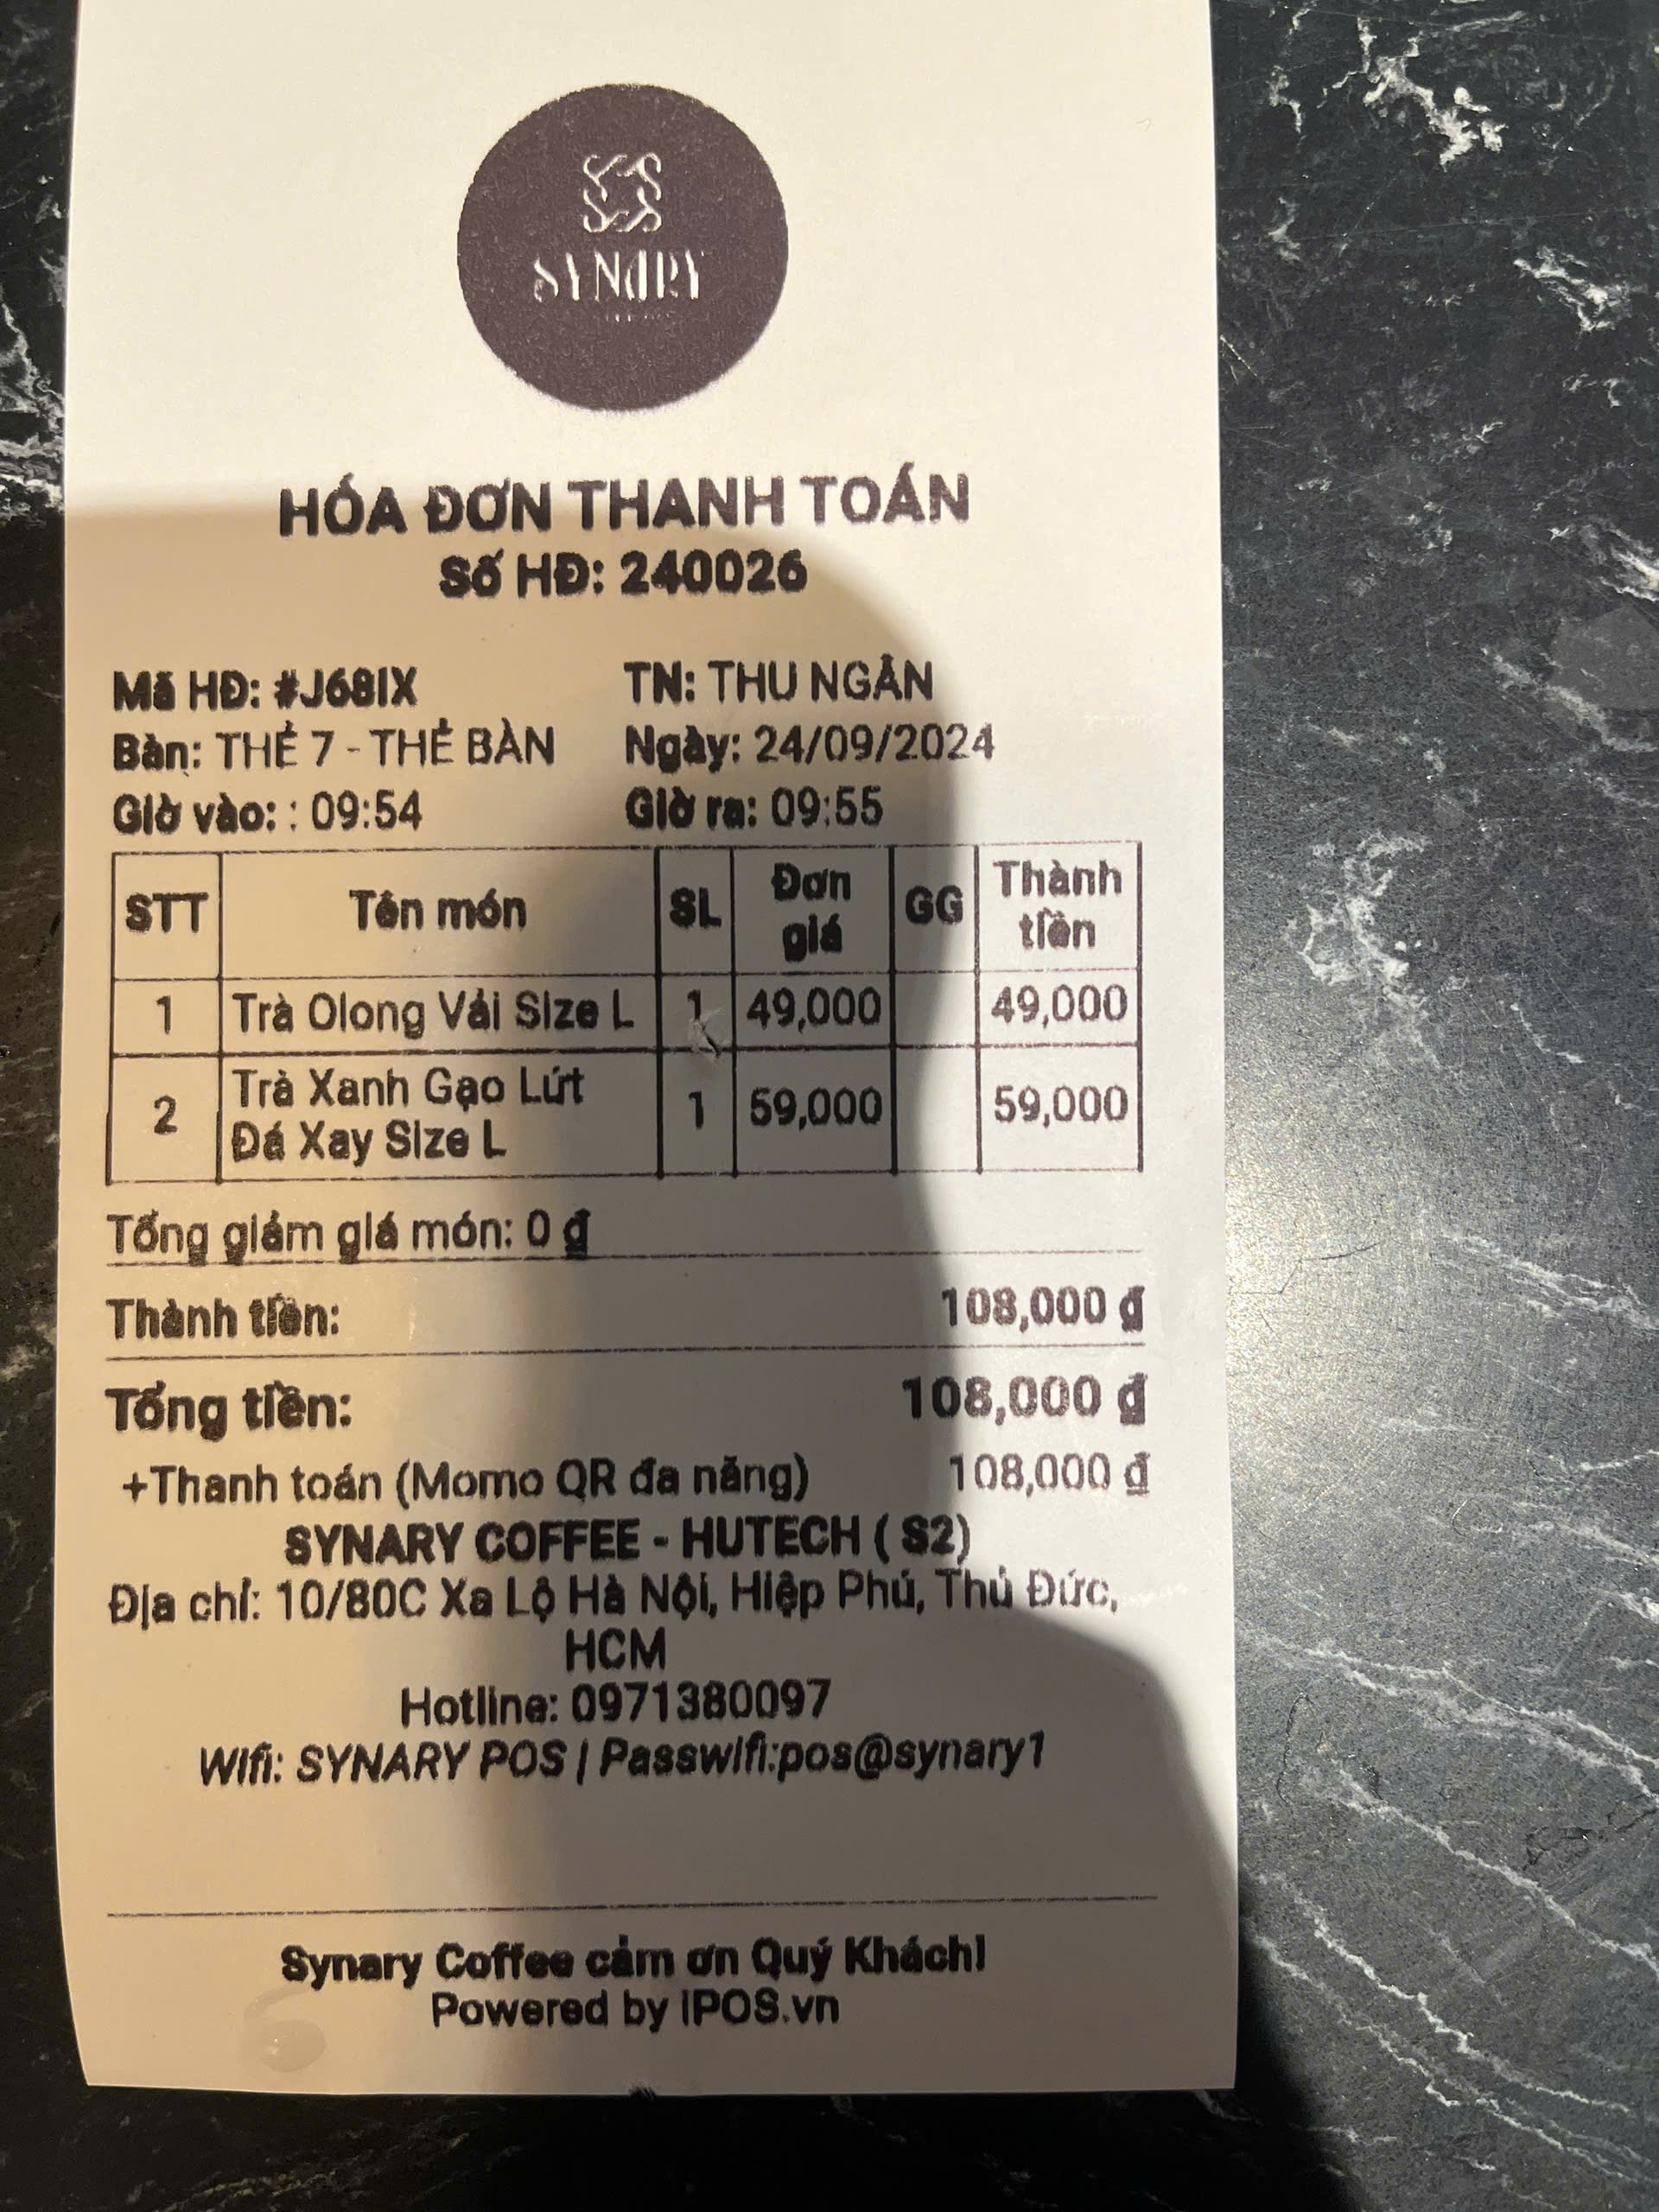 SYNARY
HÓA ĐƠN THANH TOÁN
Số HĐ: 240026
Mã HĐ: #J68IX TN: THU NGÂN
Bàn: THẺ 7 - THẺ BÀN Ngày: 24/09/2024
Giờ vào: : 09:54 Giờ ra: 09:55
STT Tên món SL Đơn giá GG Thành tiền
1 Trà Olong Vải Size L 1 49,000 49,000
2 Trà Xanh Gạo Lứt Đá Xay Size L 1 59,000 59,000
Tổng giảm giá món: 0 ₫
Thành tiền: 108,000 ₫
Tổng tiền: 108,000 ₫
+Thanh toán (Momo QR đa năng) 108,000 ₫
SYNARY COFFEE - HUTECH ( S2)
Địa chỉ: 10/80C Xa Lộ Hà Nội, Hiệp Phú, Thủ Đức,
HCM
Hotline: 0971380097
Wifi: SYNARY POS | Passwifi:pos@synary1
Synary Coffee cảm ơn Quý Khách!
Powered by iPOS.vn